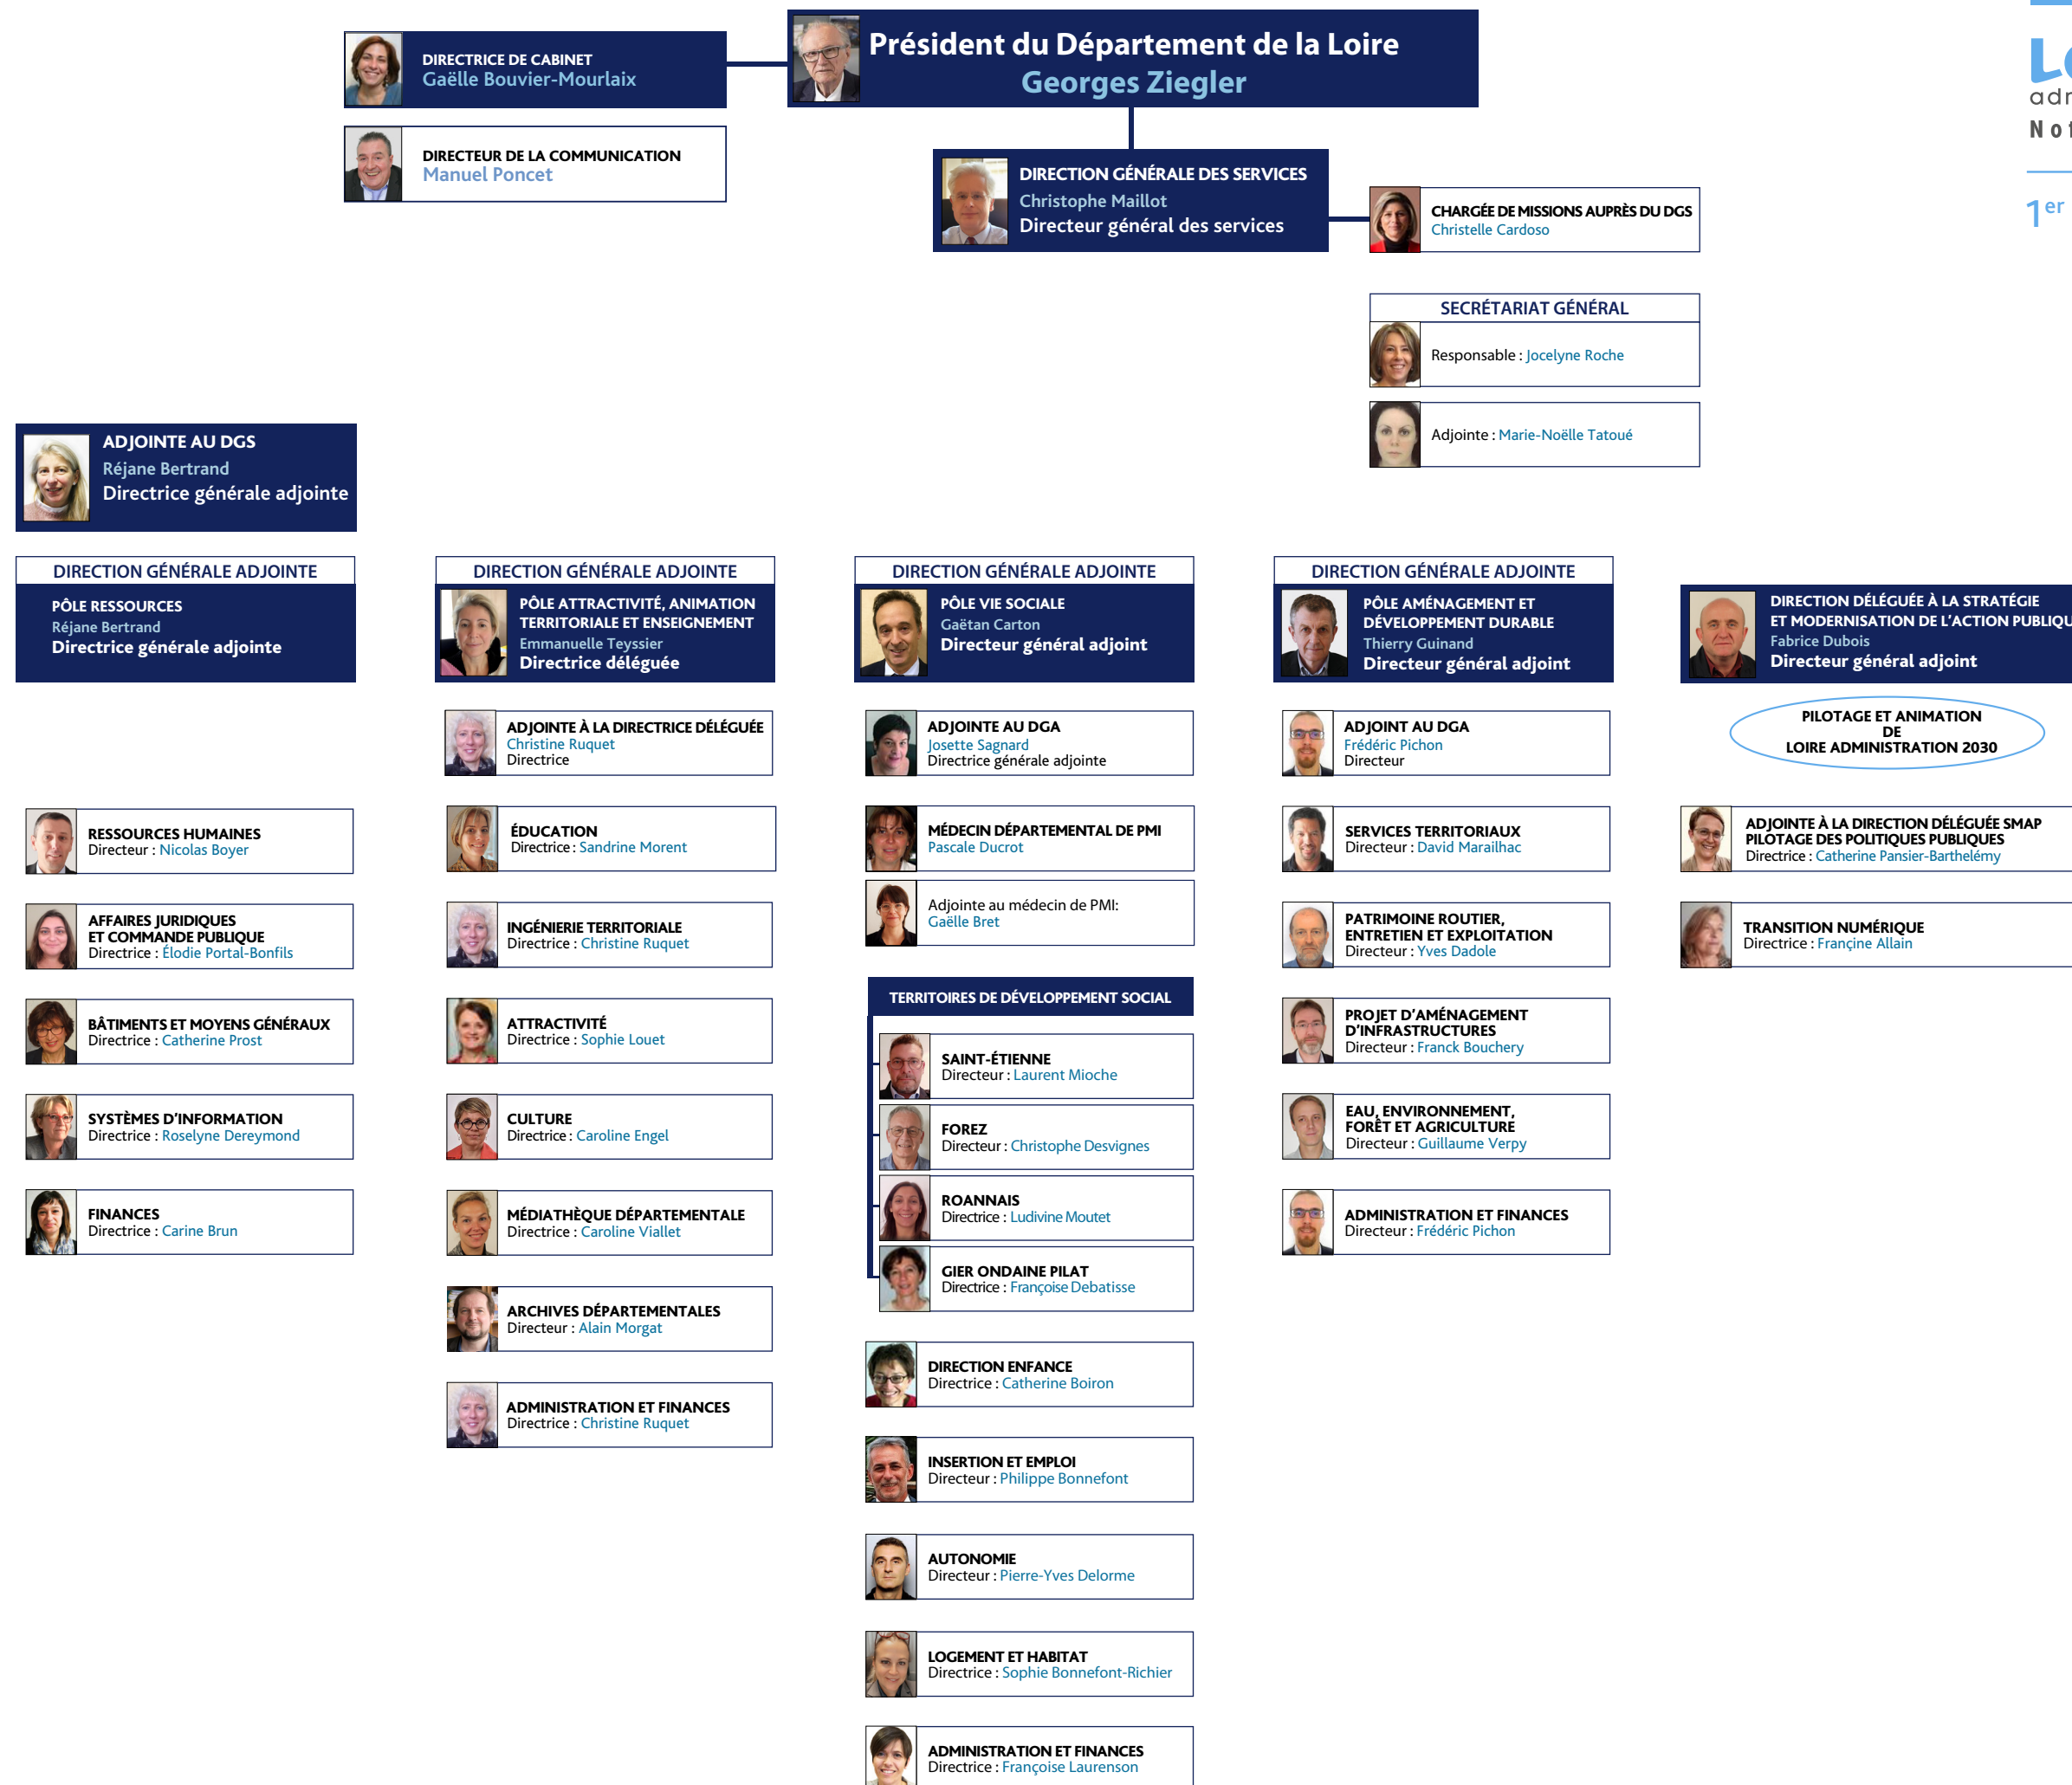 DIRECTRICE DE CABINET
Gaëlle Bouvier-Mourlaix
Président du Département de la Loire
Georges Ziegler
DIRECTEUR DE LA COMMUNICATION
Manuel Poncet
DIRECTION GÉNÉRALE DES SERVICES
Christophe Maillot
Directeur général des services
CHARGÉE DE MISSIONS AUPRÈS DU DGS
Christelle Cardoso
1er
SECRÉTARIAT GÉNÉRAL
Responsable : Jocelyne Roche
Adjointe : Marie-Noëlle Tatoué
ADJOINTE AU DGS
Réjane Bertrand
Directrice générale adjointe
DIRECTION GÉNÉRALE ADJOINTE
PÔLE RESSOURCES
Réjane Bertrand
Directrice générale adjointe
RESSOURCES HUMAINES
Directeur : Nicolas Boyer
AFFAIRES JURIDIQUES
ET COMMANDE PUBLIQUE
Directrice : Élodie Portal-Bonfils
BÂTIMENTS ET MOYENS GÉNÉRAUX
Directrice : Catherine Prost
SYSTÈMES D'INFORMATION
Directrice : Roselyne Dereymond
FINANCES
Directrice : Carine Brun
DIRECTION GÉNÉRALE ADJOINTE
PÔLE ATTRACTIVITÉ, ANIMATION
TERRITORIALE ET ENSEIGNEMENT
Emmanuelle Teyssier
Directrice déléguée
ADJOINTE À LA DIRECTRICE DÉLÉGUÉE
Christine Ruquet
Directrice
ÉDUCATION
Directrice : Sandrine Morent
INGÉNIERIE TERRITORIALE
Directrice : Christine Ruquet
ATTRACTIVITÉ
Directrice : Sophie Louet
CULTURE
Directrice : Caroline Engel
MÉDIATHÈQUE DÉPARTEMENTALE
Directrice : Caroline Viallet
ARCHIVES DÉPARTEMENTALES
Directeur : Alain Morgat
ADMINISTRATION ET FINANCES
Directrice : Christine Ruquet
DIRECTION GÉNÉRALE ADJOINTE
PÔLE VIE SOCIALE
Gaëtan Carton
Directeur général adjoint
ADJOINTE AU DGA
Josette Sagnard
Directrice générale adjointe
MÉDECIN DÉPARTEMENTAL DE PMI
Pascale Ducrot
Adjointe au médecin de PMI:
Gaëlle Bret
TERRITOIRES DE DÉVELOPPEMENT SOCIAL
SAINT-ÉTIENNE
Directeur : Laurent Mioche
FOREZ
Directeur : Christophe Desvignes
ROANNAIS
Directrice : Ludivine Moutet
GIER ONDAINE PILAT
Directrice : Françoise Debatisse
DIRECTION ENFANCE
Directrice : Catherine Boiron
INSERTION ET EMPLOI
Directeur : Philippe Bonnefont
AUTONOMIE
Directeur : Pierre-Yves Delorme
LOGEMENT ET HABITAT
Directrice : Sophie Bonnefont-Richier
ADMINISTRATION ET FINANCES
Directrice : Françoise Laurenson
DIRECTION GÉNÉRALE ADJOINTE
PÔLE AMÉNAGEMENT ET
DÉVELOPPEMENT DURABLE
Thierry Guinand
Directeur général adjoint
ADJOINT AU DGA
Frédéric Pichon
Directeur
SERVICES TERRITORIAUX
Directeur : David Marailhac
PATRIMOINE ROUTIER,
ENTRETIEN ET EXPLOITATION
Directeur : Yves Dadole
PROJET D'AMÉNAGEMENT
D'INFRASTRUCTURES
Directeur : Franck Bouchery
EAU, ENVIRONNEMENT,
FORÊT ET AGRICULTURE
Directeur : Guillaume Verpy
ADMINISTRATION ET FINANCES
Directeur : Frédéric Pichon
DIRECTION DÉLÉGUÉE À LA STRATÉGIE
ET MODERNISATION DE L'ACTION
Fabrice Dubois
Directeur général adjoint
PILOTAGE ET ANIMATION
DE
LOIRE ADMINISTRATION 2030
ADJOINTE À LA DIRECTION DÉLÉGUÉE SMAP
PILOTAGE DES POLITIQUES PUBLIQUES
Directrice : Catherine Pansier-Barthelémy
TRANSITION NUMÉRIQUE
Directrice : Françine Allain